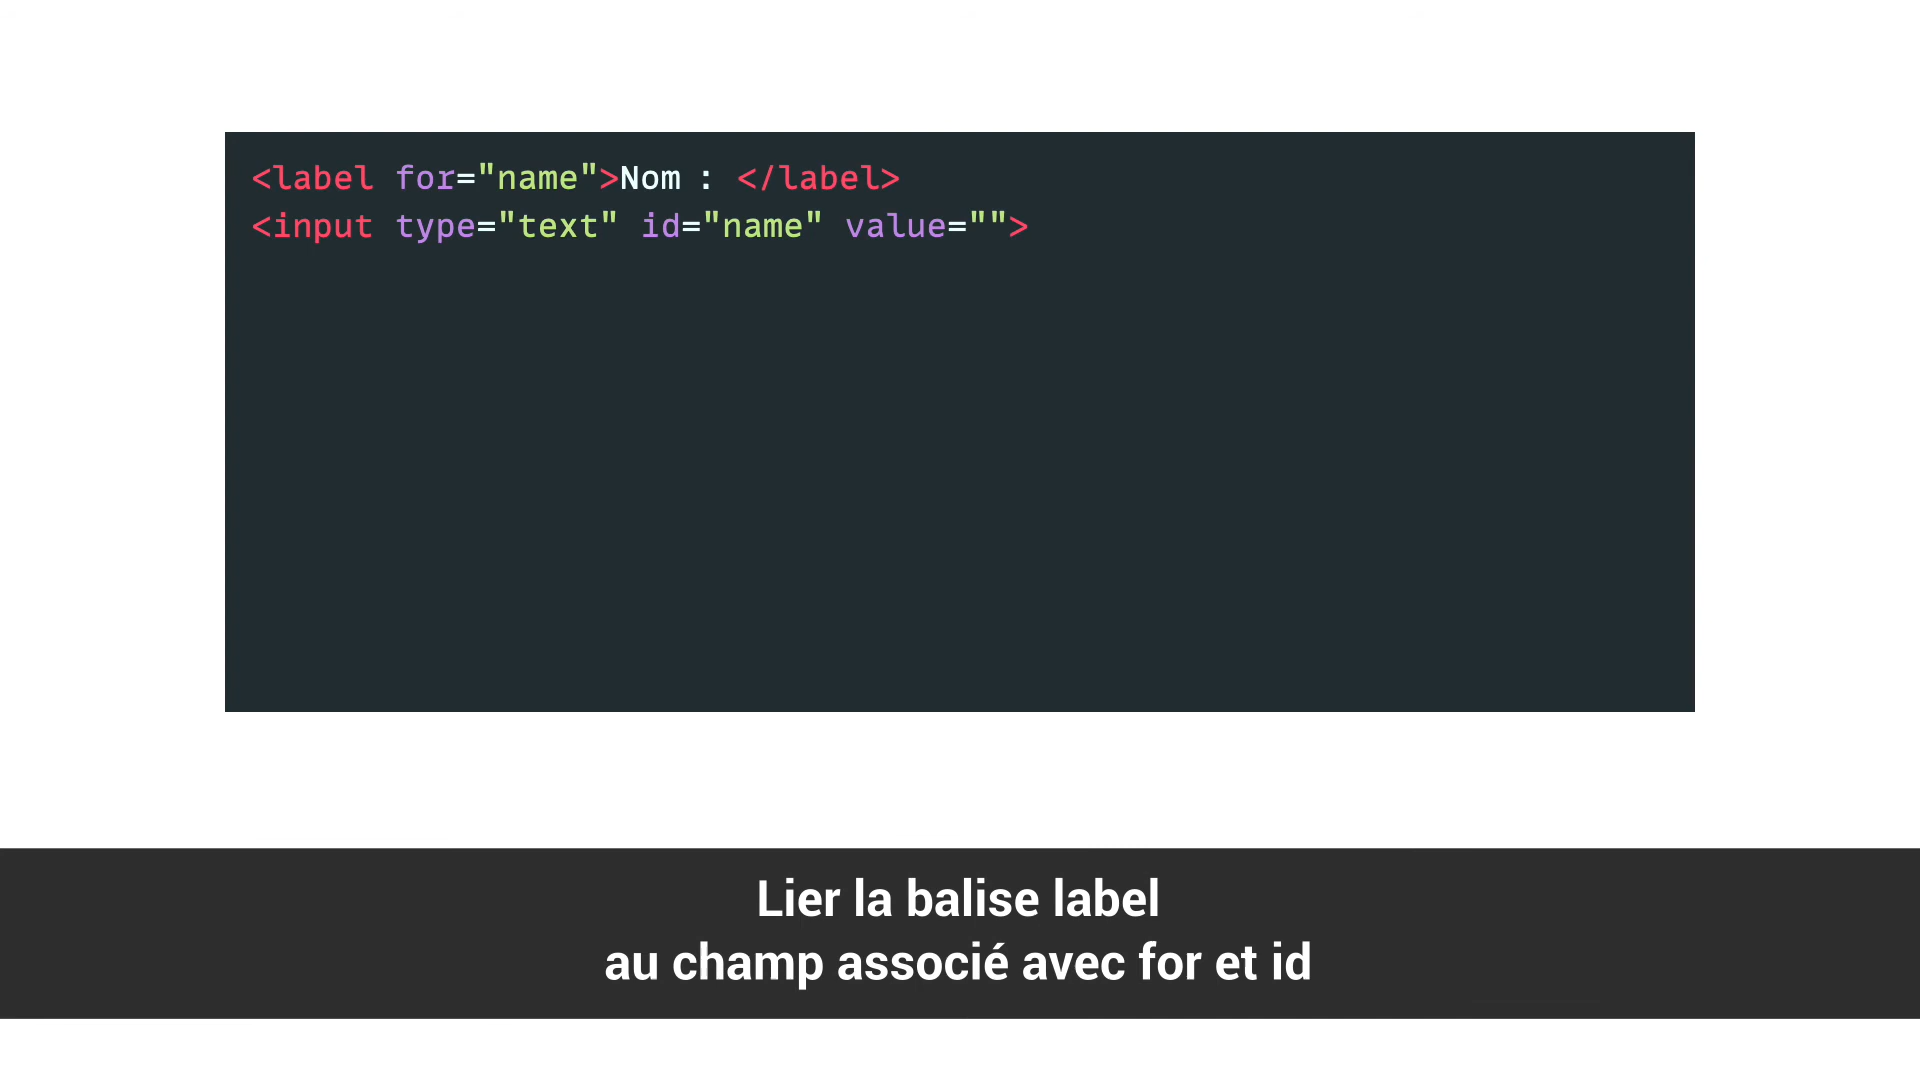 <label for="name">Nom : </label>
<input type="text" id="name" value="">
Lier la balise label
au champ associé avec for et id